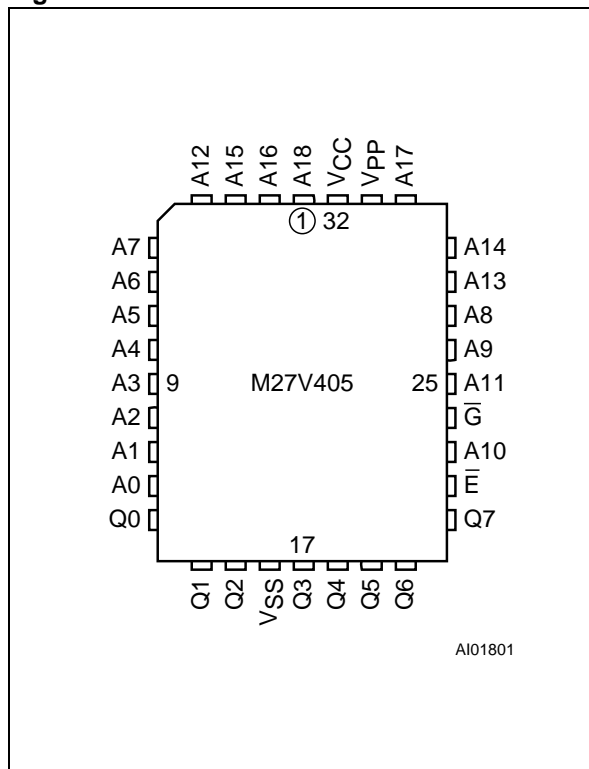 A12 A15 A16 A18 VCC VPP A17
① 32
A7 A14
A6 A13
A5 A8
A4 A9
A3 9 M27V405 25 A11
A2 G̅
A1 A10
A0 E̅
Q0 Q7
17
Q1 Q2 VSS Q3 Q4 Q5 Q6
AI01801